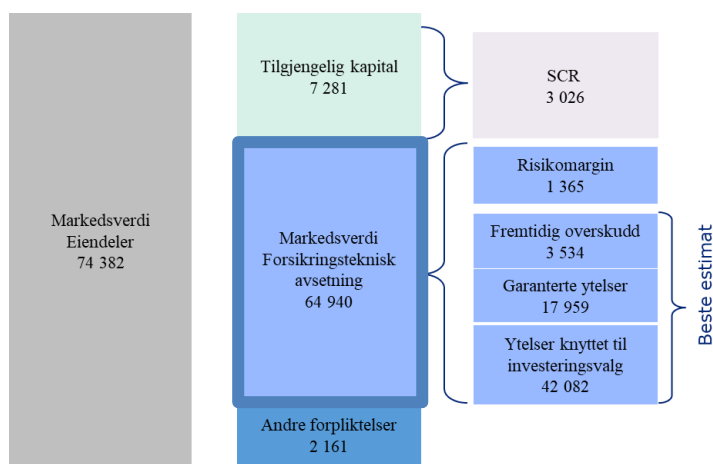 Markedsverdi
Eiendeler
74 382
Tilgjengelig kapital
7 281
Markedsverdi
Forsikringsteknisk
avsetning
64 940
Andre forpliktelser
2 161
SCR
3 026
Risikomargin
1 365
Fremtidig overskudd
3 534
Garanterte ytelser
17 959
Ytelser knyttet til
investeringsvalg
42 082
Beste estimat